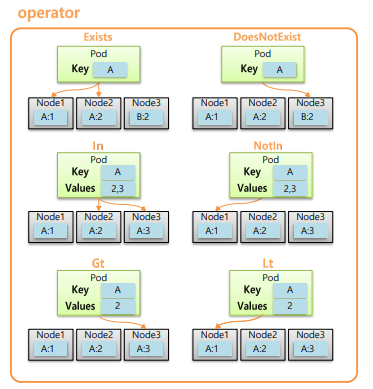 operator
Exists DoesNotExist
Pod Pod
Key A Key A
Node1 Node2 Node3 Node1 Node2 Node3
A:1 A:2 B:2 A:1 A:2 B:2
In NotIn
Pod Pod
Key A Key A
Values 2,3 Values 2,3
Node1 Node2 Node3 Node1 Node2 Node3
A:1 A:2 A:3 A:1 A:2 A:3
Gt Lt
Pod Pod
Key A Key A
Values 2 Values 2
Node1 Node2 Node3 Node1 Node2 Node3
A:1 A:2 A:3 A:1 A:2 A:3